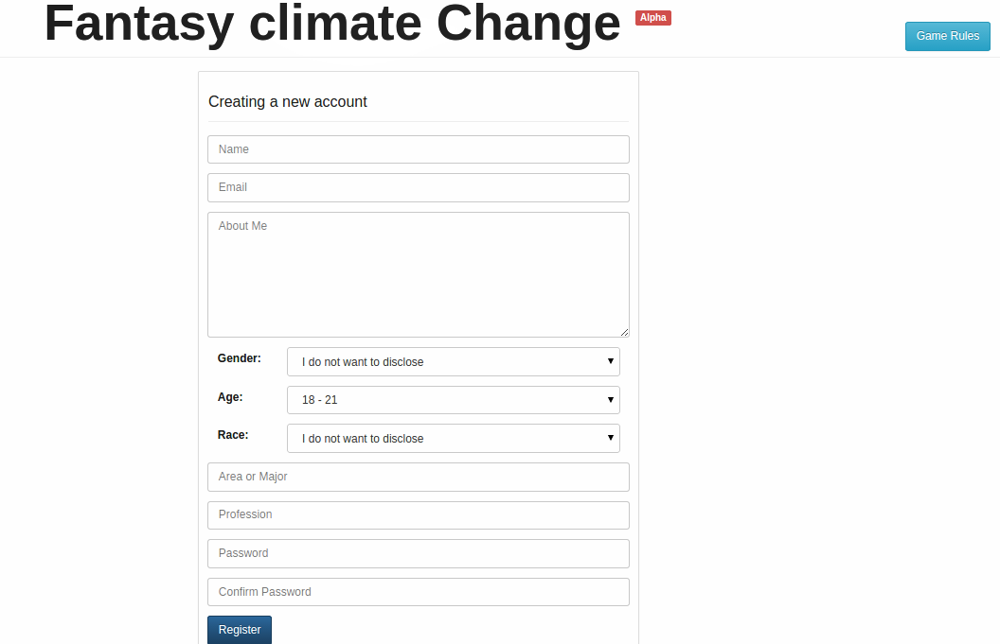 Fantasy climate Change Alpha
Game Rules
Creating a new account
Name
Email
About Me
Gender: I do not want to disclose
Age: 18 - 21
Race: I do not want to disclose
Area or Major
Profession
Password
Confirm Password
Register